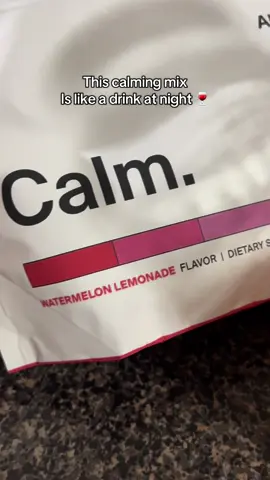 This calming mix
Is like a drink at night 🍷
Calm.
WATERMELON LEMONADE FLAVOR | DIETARY